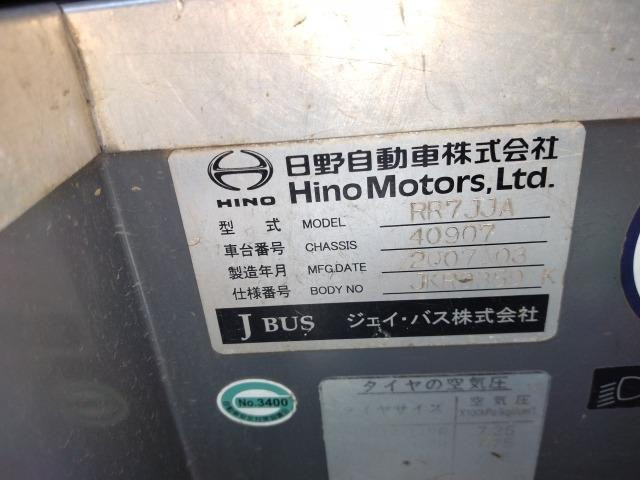 日野自動車株式会社
HINO
Hino Motors, Ltd.
型式 MODEL RR7JJA
車台番号 CHASSIS 40907
製造年月 MFG.DATE 2007 03
仕様番号 BODY NO
J BUS ジェイ・バス株式会社
No.3400
タイヤの空気圧
イヤサイズ 空気圧
7.25